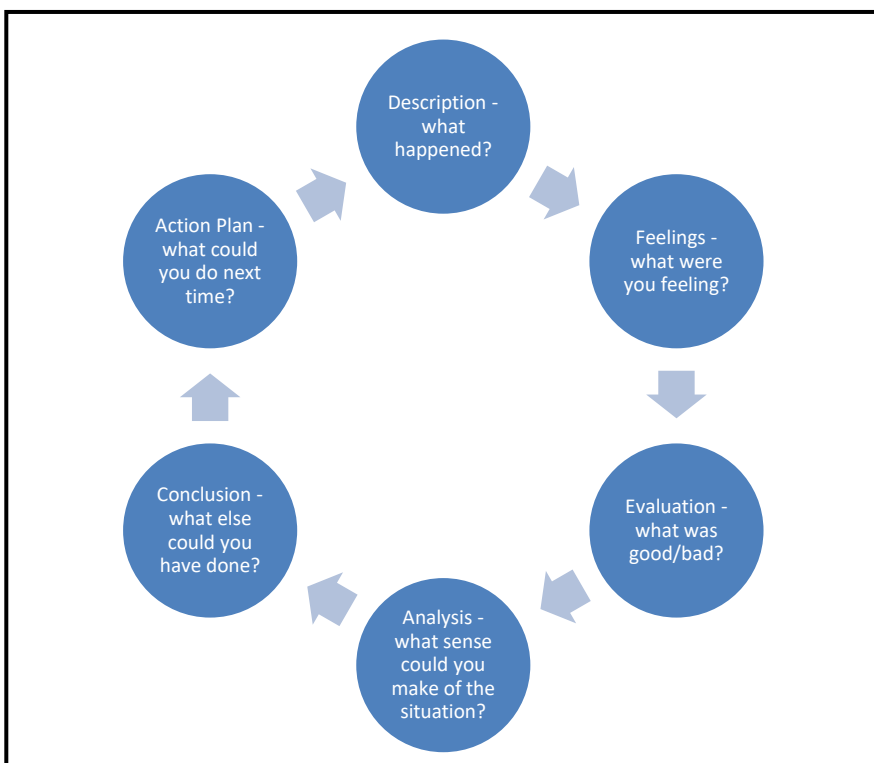 Description -
what
happened?
Feelings -
what were
you feeling?
Evaluation -
what was
good/bad?
Analysis -
what sense
could you
make of the
situation?
Conclusion -
what else
could you
have done?
Action Plan -
what could
you do next
time?